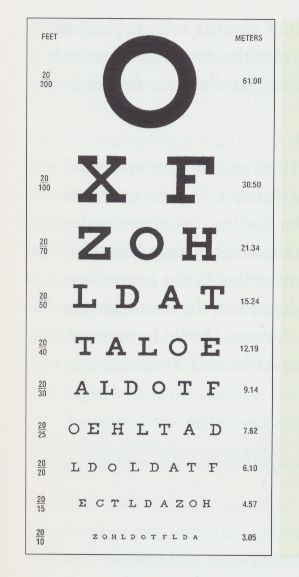 FEET METERS
20/200 O 61.00
20/100 X F 30.50
20/70 Z O H 21.34
20/50 L D A T 15.24
20/40 T A L O E 12.19
20/30 A L D O T F 9.14
20/25 O E H L T A D 7.62
20/20 L D O L D A T F 6.10
20/15 E C T L D A Z O H 4.57
20/10 Z O H L D O T F L D A 3.05